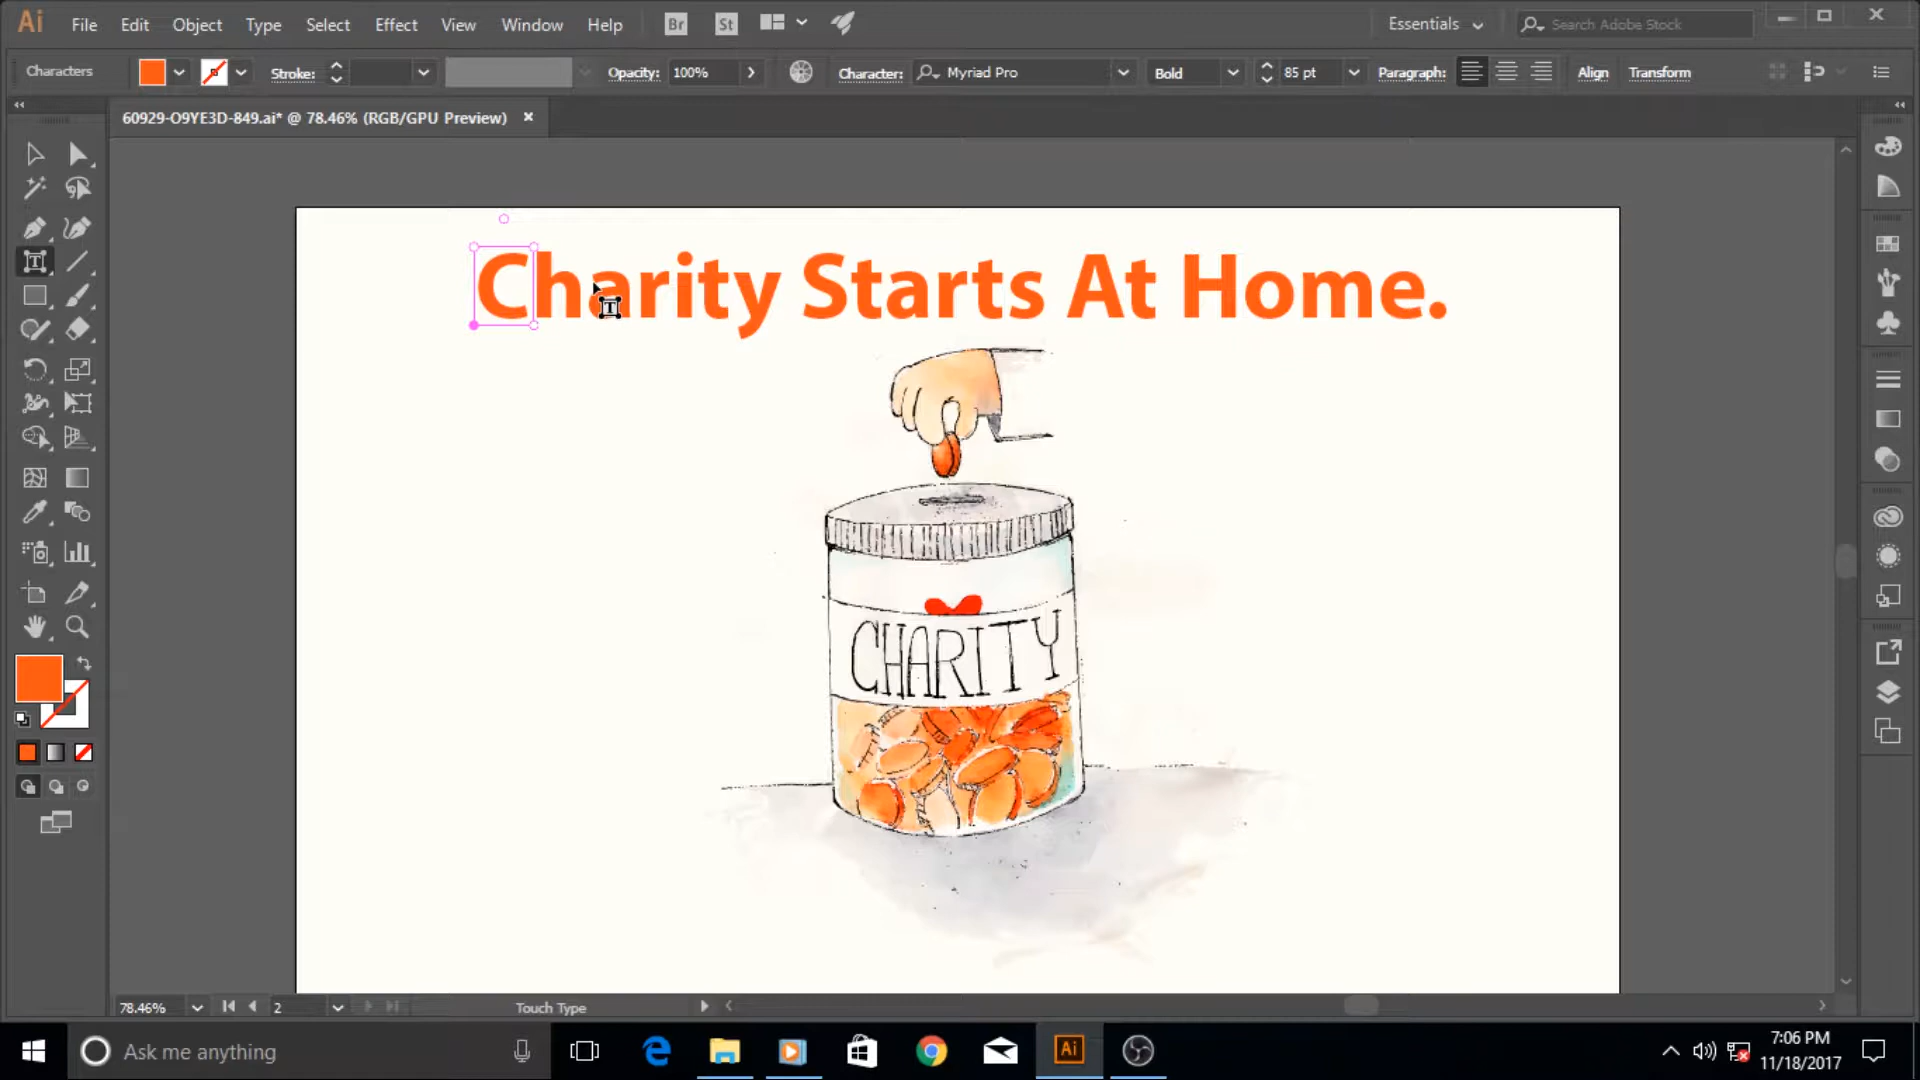 Ai File Edit Object Type Select Effect View Window Help Br St Essentials Search Adobe Stock
Characters Stroke: Opacity: 100% Character: Myriad Pro Bold 85 pt Paragraph: Align Transform
60929-O9YE3D-849.ai* @ 78.46% (RGB/GPU Preview) ×
Charity Starts At Home.
CHARITY
78.46% 2 Touch Type
Ask me anything Ai 7:06 PM
11/18/2017